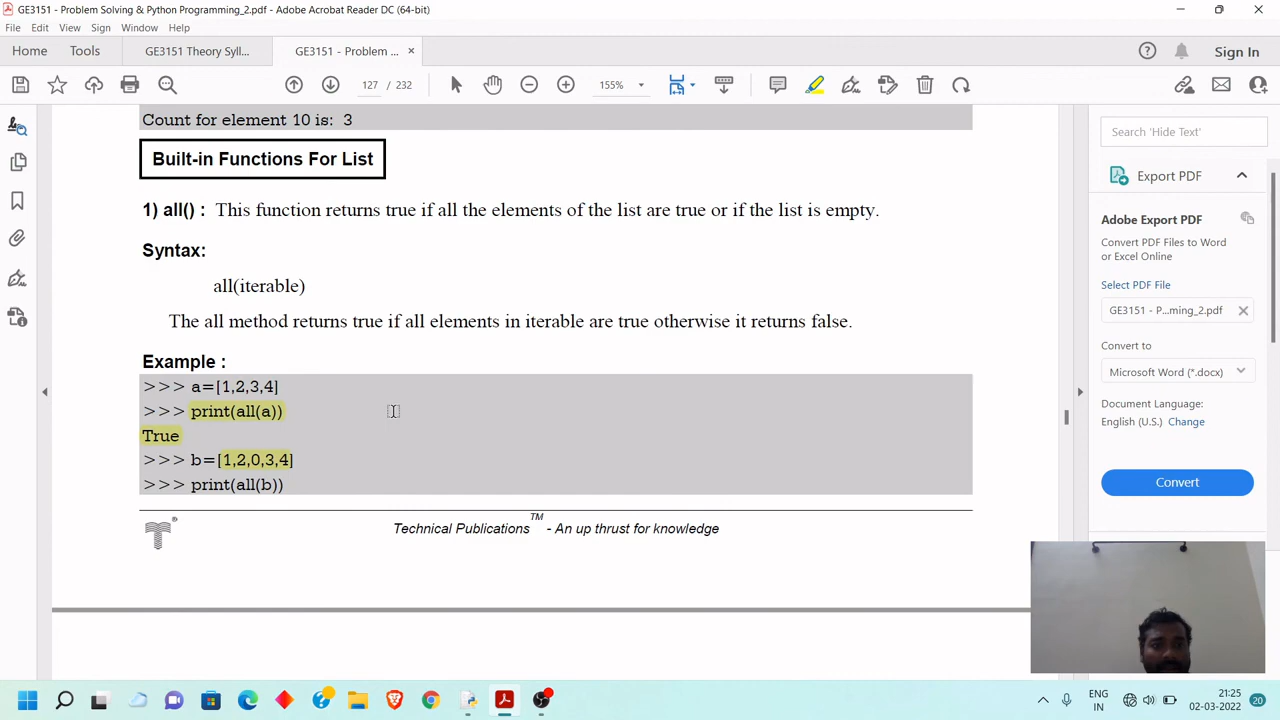 GE3151 - Problem Solving & Python Programming_2.pdf - Adobe Acrobat Reader DC (64-bit)
File Edit View Sign Window Help
Home Tools GE3151 Theory Syll... GE3151 - Problem ... Sign In
127 / 232 155%
Count for element 10 is: 3
Built-in Functions For List
1) all() : This function returns true if all the elements of the list are true or if the list is empty.
Syntax:
all(iterable)
The all method returns true if all elements in iterable are true otherwise it returns false.
Example :
>>> a=[1,2,3,4]
>>> print(all(a))
True
>>> b=[1,2,0,3,4]
>>> print(all(b))
Technical Publications™ - An up thrust for knowledge
Search 'Hide Text'
Export PDF
Adobe Export PDF
Convert PDF Files to Word
or Excel Online
Select PDF File
GE3151 - P...ming_2.pdf
Convert to
Microsoft Word (*.docx)
Document Language:
English (U.S.) Change
Convert
ENG
IN
21:25
02-03-2022
20